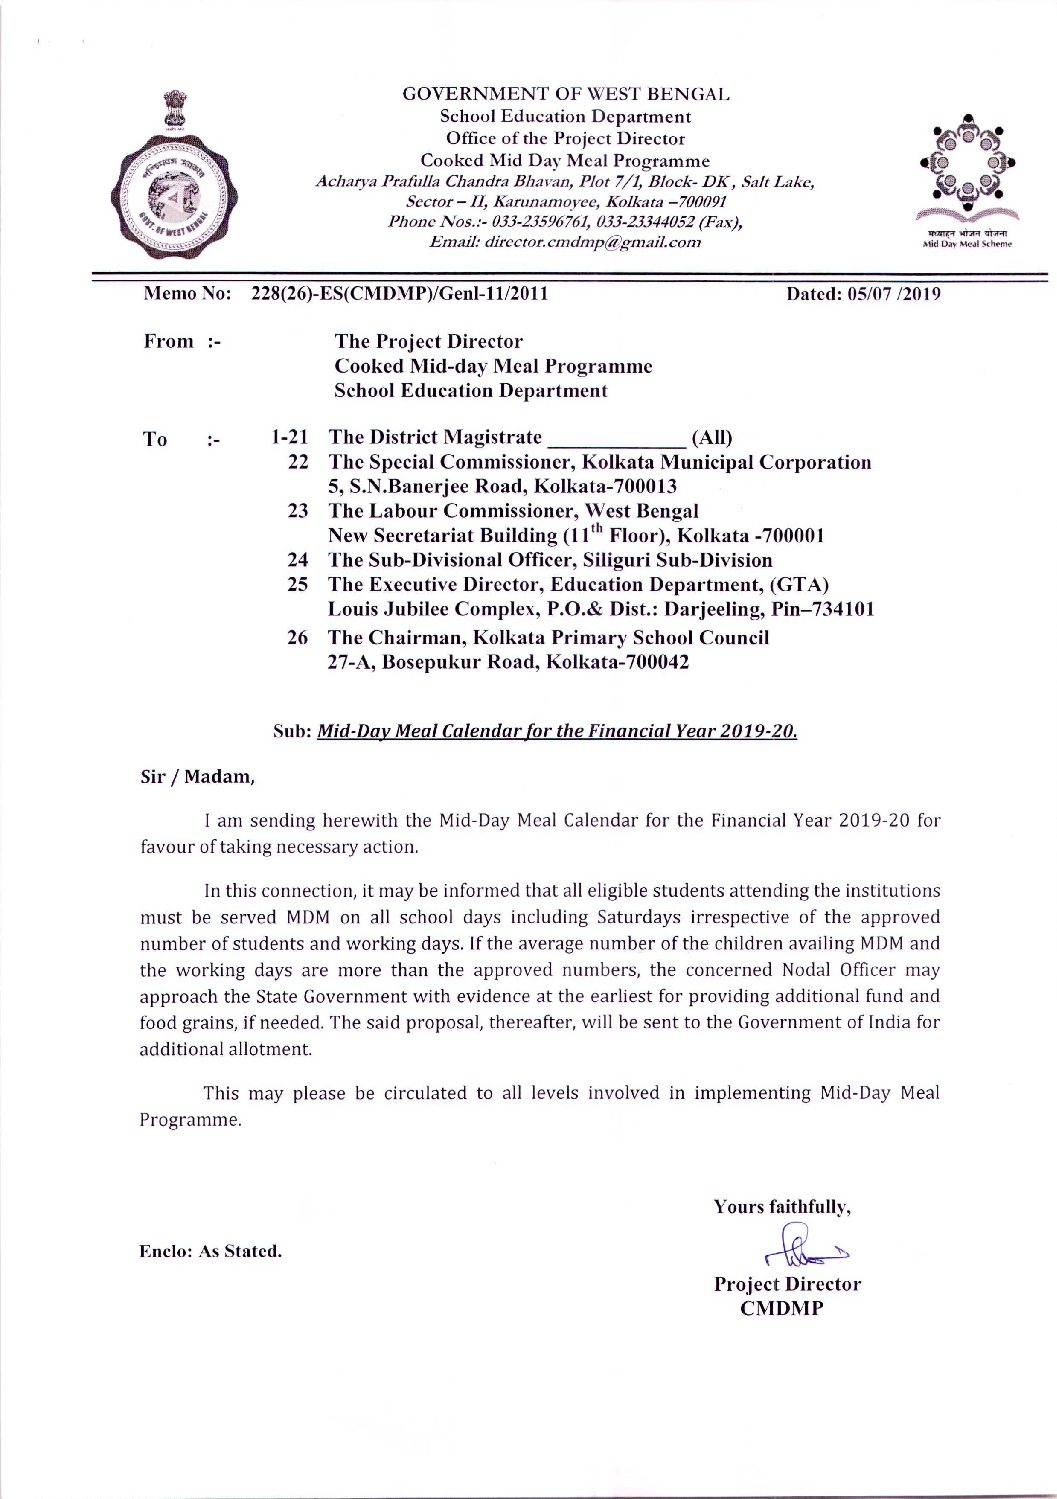 GOVERNMENT OF WEST BENGAL
School Education Department
Office of the Project Director
Cooked Mid Day Meal Programme
Acharya Prafulla Chandra Bhavan, Plot 7/1, Block- DK, Salt Lake,
Sector – II, Karunamoyee, Kolkata –700091
Phone Nos.:- 033-23596761, 033-23344052 (Fax),
Email: director.cmdmp@gmail.com
GOVT. OF WEST BENGAL
मध्याह्न भोजन योजना
Mid Day Meal Scheme
Memo No: 228(26)-ES(CMDMP)/Genl-11/2011 Dated: 05/07 /2019
From :- The Project Director
Cooked Mid-day Meal Programme
School Education Department
To :- 1-21 The District Magistrate ______________ (All)
22 The Special Commissioner, Kolkata Municipal Corporation
5, S.N.Banerjee Road, Kolkata-700013
23 The Labour Commissioner, West Bengal
New Secretariat Building (11th Floor), Kolkata -700001
24 The Sub-Divisional Officer, Siliguri Sub-Division
25 The Executive Director, Education Department, (GTA)
Louis Jubilee Complex, P.O.& Dist.: Darjeeling, Pin–734101
26 The Chairman, Kolkata Primary School Council
27-A, Bosepukur Road, Kolkata-700042
Sub: Mid-Day Meal Calendar for the Financial Year 2019-20.
Sir / Madam,
I am sending herewith the Mid-Day Meal Calendar for the Financial Year 2019-20 for
favour of taking necessary action.
In this connection, it may be informed that all eligible students attending the institutions
must be served MDM on all school days including Saturdays irrespective of the approved
number of students and working days. If the average number of the children availing MDM and
the working days are more than the approved numbers, the concerned Nodal Officer may
approach the State Government with evidence at the earliest for providing additional fund and
food grains, if needed. The said proposal, thereafter, will be sent to the Government of India for
additional allotment.
This may please be circulated to all levels involved in implementing Mid-Day Meal
Programme.
Yours faithfully,
Enclo: As Stated.
Project Director
CMDMP